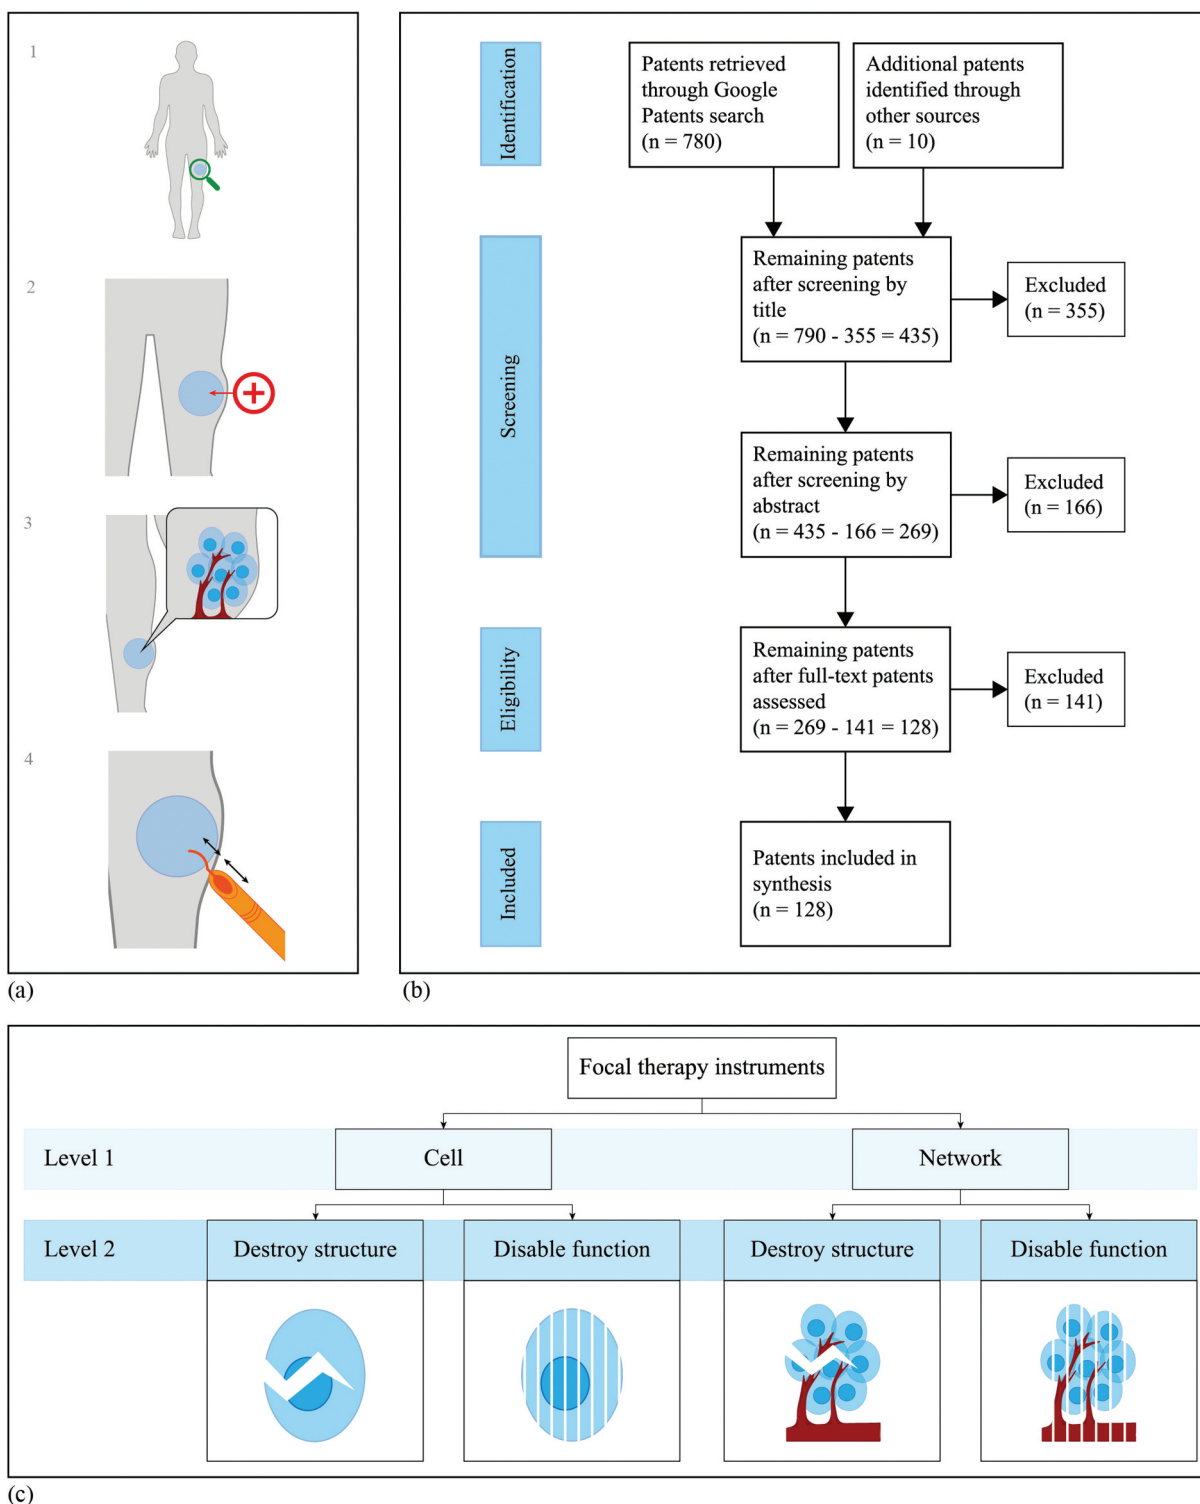 1
2
3
4
(a)
Identification
Patents retrieved
through Google
Patents search
(n = 780)
Additional patents
identified through
other sources
(n = 10)
Screening
Remaining patents
after screening by
title
(n = 790 - 355 = 435)
Excluded
(n = 355)
Remaining patents
after screening by
abstract
(n = 435 - 166 = 269)
Excluded
(n = 166)
Eligibility
Remaining patents
after full-text patents
assessed
(n = 269 - 141 = 128)
Excluded
(n = 141)
Included
Patents included in
synthesis
(n = 128)
(b)
Focal therapy instruments
Level 1
Cell
Network
Level 2
Destroy structure
Disable function
Destroy structure
Disable function
(c)